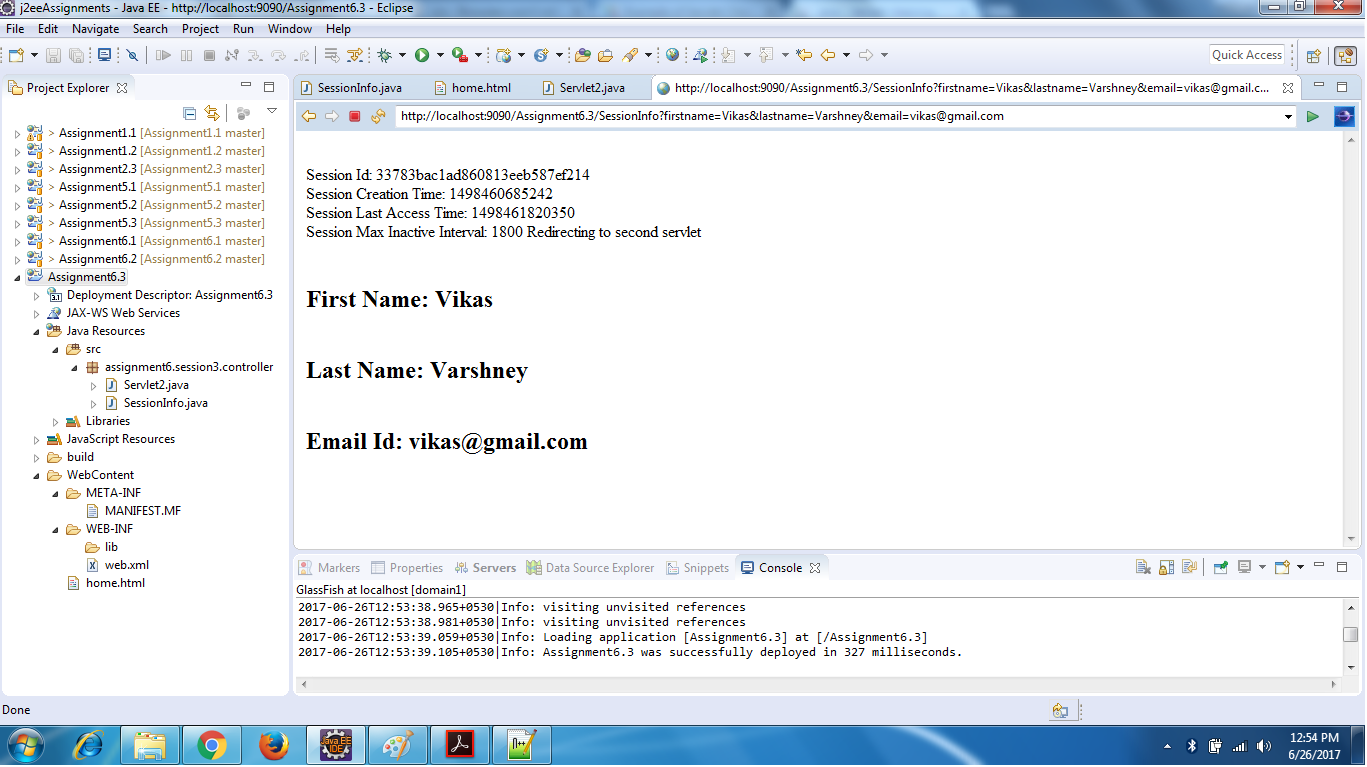 j2eeAssignments - Java EE - http://localhost:9090/Assignment6.3/ - Eclipse
File Edit Navigate Search Project Run Window Help
Quick Access
Project Explorer
> Assignment1.1 [Assignment1.1 master]
> Assignment1.2 [Assignment1.2 master]
> Assignment2.3 [Assignment2.3 master]
> Assignment5.1 [Assignment5.1 master]
> Assignment5.2 [Assignment5.2 master]
> Assignment5.3 [Assignment5.3 master]
> Assignment6.1 [Assignment6.1 master]
> Assignment6.2 [Assignment6.2 master]
Assignment6.3
Deployment Descriptor: Assignment6.3
JAX-WS Web Services
Java Resources
src
assignment6.session3.controller
Servlet2.java
SessionInfo.java
Libraries
JavaScript Resources
build
WebContent
META-INF
MANIFEST.MF
WEB-INF
lib
web.xml
home.html
SessionInfo.java home.html Servlet2.java http://localhost:9090/Assignment6.3/SessionInfo?firstname=Vikas&lastname=Varshney&email=vikas@gmail.c...
http://localhost:9090/Assignment6.3/SessionInfo?firstname=Vikas&lastname=Varshney&email=vikas@gmail.com
Session Id: 33783bac1ad860813eeb587ef214
Session Creation Time: 1498460685242
Session Last Access Time: 1498461820350
Session Max Inactive Interval: 1800 Redirecting to second servlet
First Name: Vikas
Last Name: Varshney
Email Id: vikas@gmail.com
Markers Properties Servers Data Source Explorer Snippets Console
GlassFish at localhost [domain1]
2017-06-26T12:53:38.965+0530|Info: visiting unvisited references
2017-06-26T12:53:38.981+0530|Info: visiting unvisited references
2017-06-26T12:53:39.059+0530|Info: Loading application [Assignment6.3] at [/Assignment6.3]
2017-06-26T12:53:39.105+0530|Info: Assignment6.3 was successfully deployed in 327 milliseconds.
Done
Java EE
IDE
12:54 PM
6/26/2017